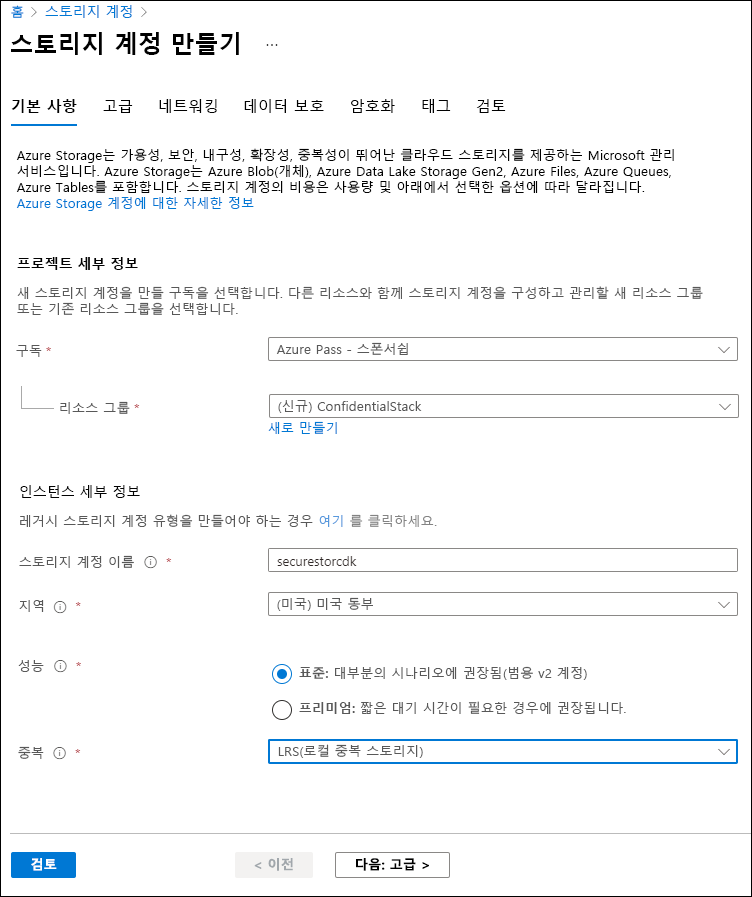 홈 > 스토리지 계정 >
스토리지 계정 만들기 ...
기본 사항 고급 네트워킹 데이터 보호 암호화 태그 검토
Azure Storage는 가용성, 보안, 내구성, 확장성, 중복성이 뛰어난 클라우드 스토리지를 제공하는 Microsoft 관리
서비스입니다. Azure Storage는 Azure Blob(개체), Azure Data Lake Storage Gen2, Azure Files, Azure Queues,
Azure Tables를 포함합니다. 스토리지 계정의 비용은 사용량 및 아래에서 선택한 옵션에 따라 달라집니다.
Azure Storage 계정에 대한 자세한 정보
프로젝트 세부 정보
새 스토리지 계정을 만들 구독을 선택합니다. 다른 리소스와 함께 스토리지 계정을 구성하고 관리할 새 리소스 그룹
또는 기존 리소스 그룹을 선택합니다.
구독 * Azure Pass - 스폰서쉽
리소스 그룹 * (신규) ConfidentialStack
새로 만들기
인스턴스 세부 정보
레거시 스토리지 계정 유형을 만들어야 하는 경우 여기 를 클릭하세요.
스토리지 계정 이름 * securestorcdk
지역 * (미국) 미국 동부
성능 * 표준: 대부분의 시나리오에 권장됨(범용 v2 계정)
프리미엄: 짧은 대기 시간이 필요한 경우에 권장됩니다.
중복 * LRS(로컬 중복 스토리지)
검토 < 이전 다음: 고급 >